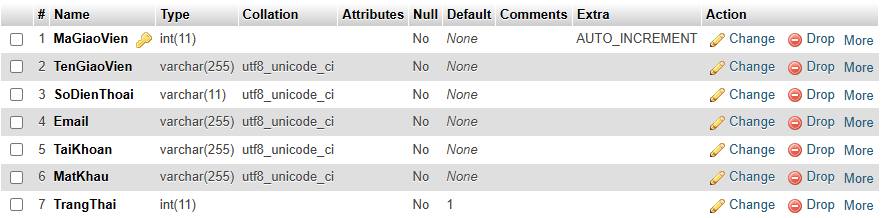 # Name Type Collation Attributes Null Default Comments Extra Action
1 MaGiaoVien int(11) No None AUTO_INCREMENT Change Drop More
2 TenGiaoVien varchar(255) utf8_unicode_ci No None Change Drop More
3 SoDienThoai varchar(11) utf8_unicode_ci No None Change Drop More
4 Email varchar(255) utf8_unicode_ci No None Change Drop More
5 TaiKhoan varchar(255) utf8_unicode_ci No None Change Drop More
6 MatKhau varchar(255) utf8_unicode_ci No None Change Drop More
7 TrangThai int(11) No 1 Change Drop More